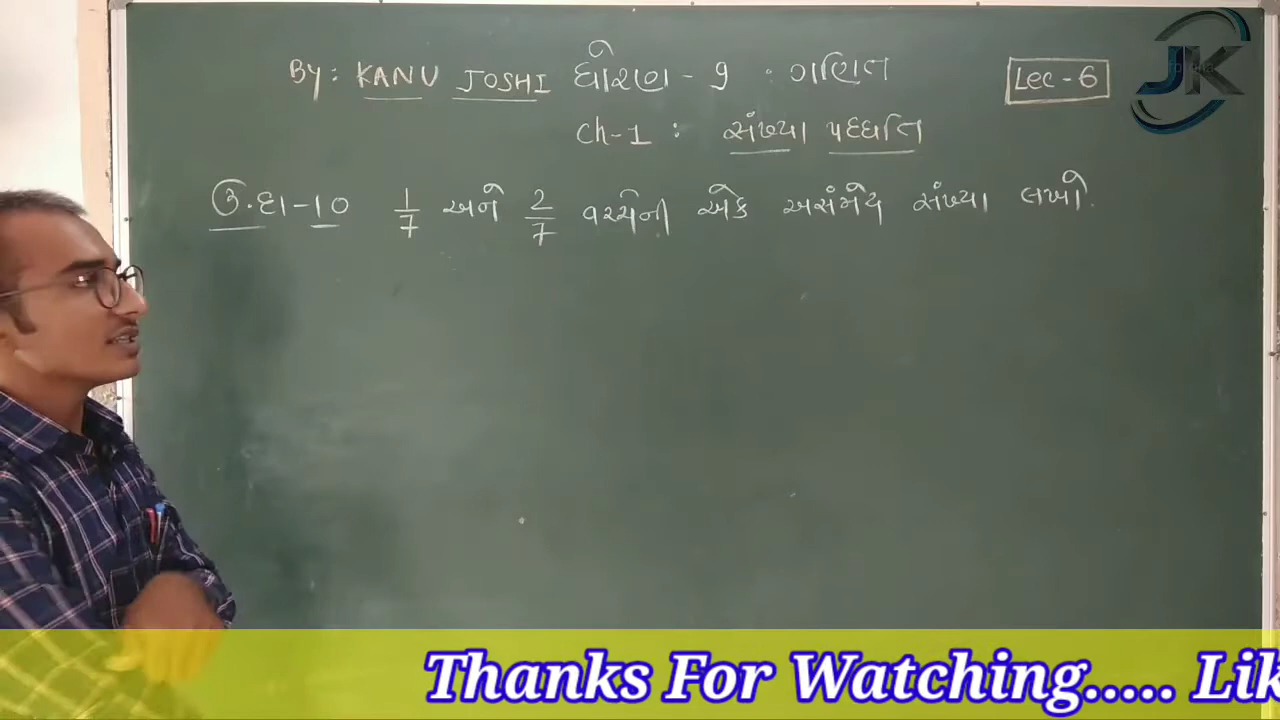 By: KANU JOSHI ધોરણ - 9 : ગણિત
Lec - 6
JK
Ch-1 : સંખ્યા પદ્ધતિ
ઉ.દા-10 1/7 અને 2/7 વચ્ચેની એક અસંમેય સંખ્યા લખો.
Thanks For Watching..... Lik